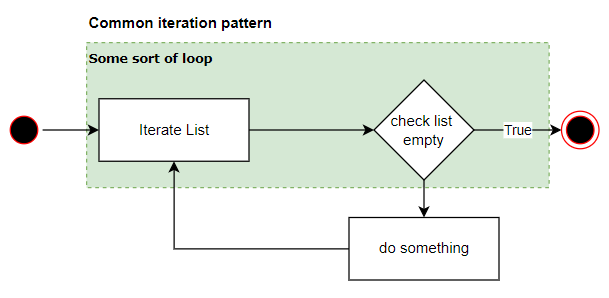 Common iteration pattern
Some sort of loop
Iterate List
check list
empty
True
do something